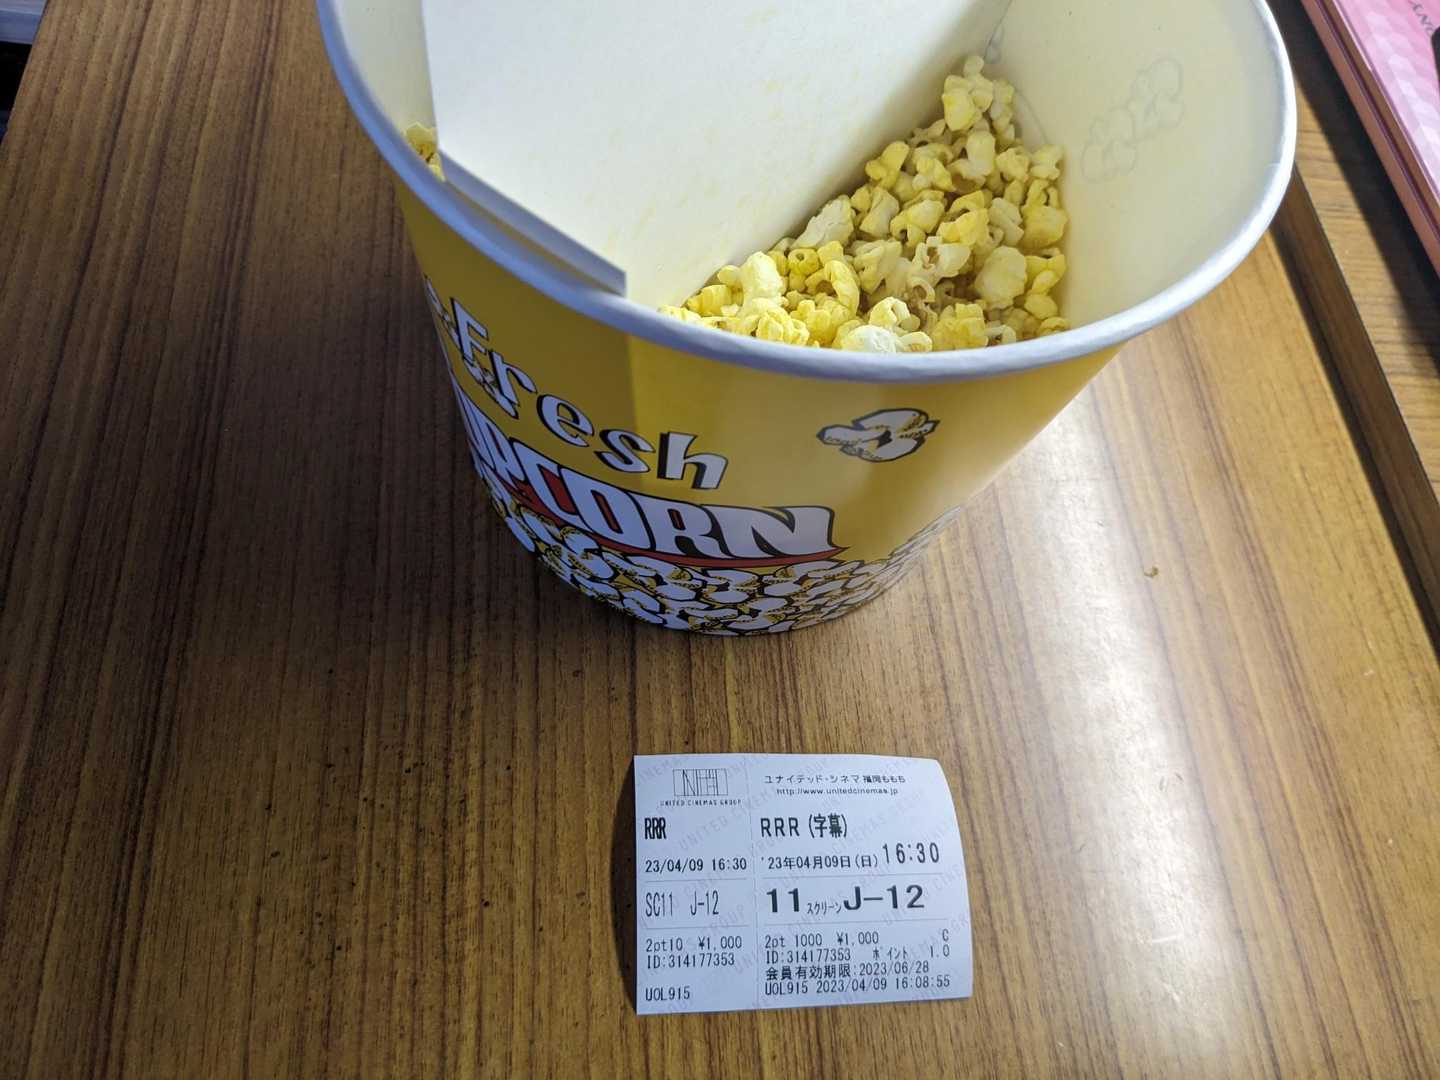 Fresh
POPCORN
UNITED CINEMAS GROUP
RRR
23/04/09 16:30
SC11 J-12
2pt10 ¥1,000
ID:314177353
UOL915
ユナイテッド・シネマ 福岡ももち
http://www.unitedcinemas.jp
RRR (字幕)
'23年04月09日(日) 16:30
11スクリーン J-12
2pt 1000 ¥1,000 C
ID:314177353 ポイント 1.0
会員有効期限:2023/06/28
UOL915 2023/04/09 16:08:55